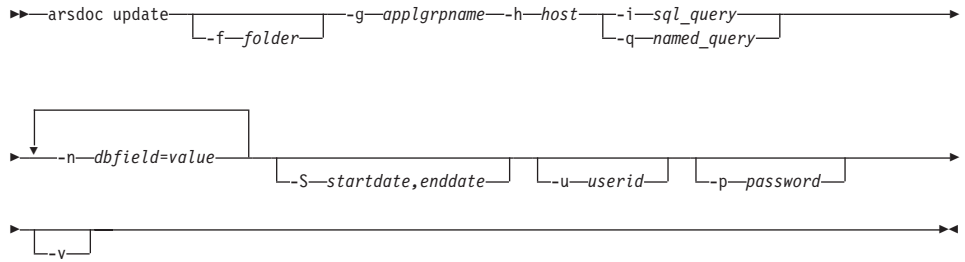 arsdoc update -g applgrpname -h host -i sql_query
-f folder -q named_query
-n dbfield=value
-S startdate,enddate -u userid -p password
-v